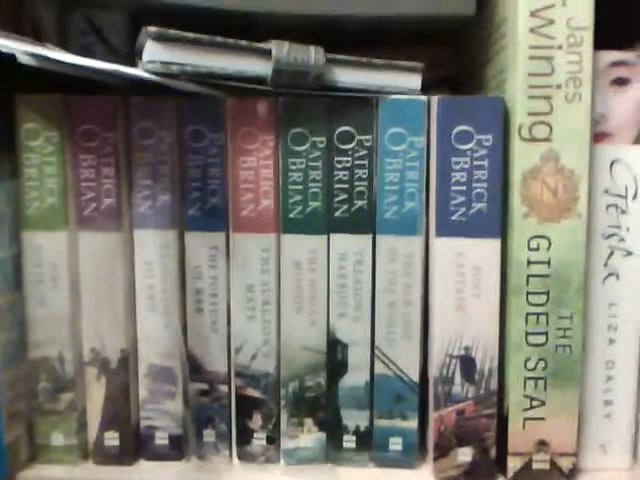 PATRICK
O'BRIAN
PATRICK
O'BRIAN
PATRICK
O'BRIAN
PATRICK
O'BRIAN
THE FORTUNE
OF WAR
PATRICK
O'BRIAN
THE SURGEON'S
MATE
PATRICK
O'BRIAN
THE IONIAN
MISSION
PATRICK
O'BRIAN
TREASON'S
HARBOUR
PATRICK
O'BRIAN
THE FAR SIDE
OF THE WORLD
PATRICK
O'BRIAN
POST
CAPTAIN
James
Twining
THE
GILDED SEAL
Geisha
LIZA DALBY